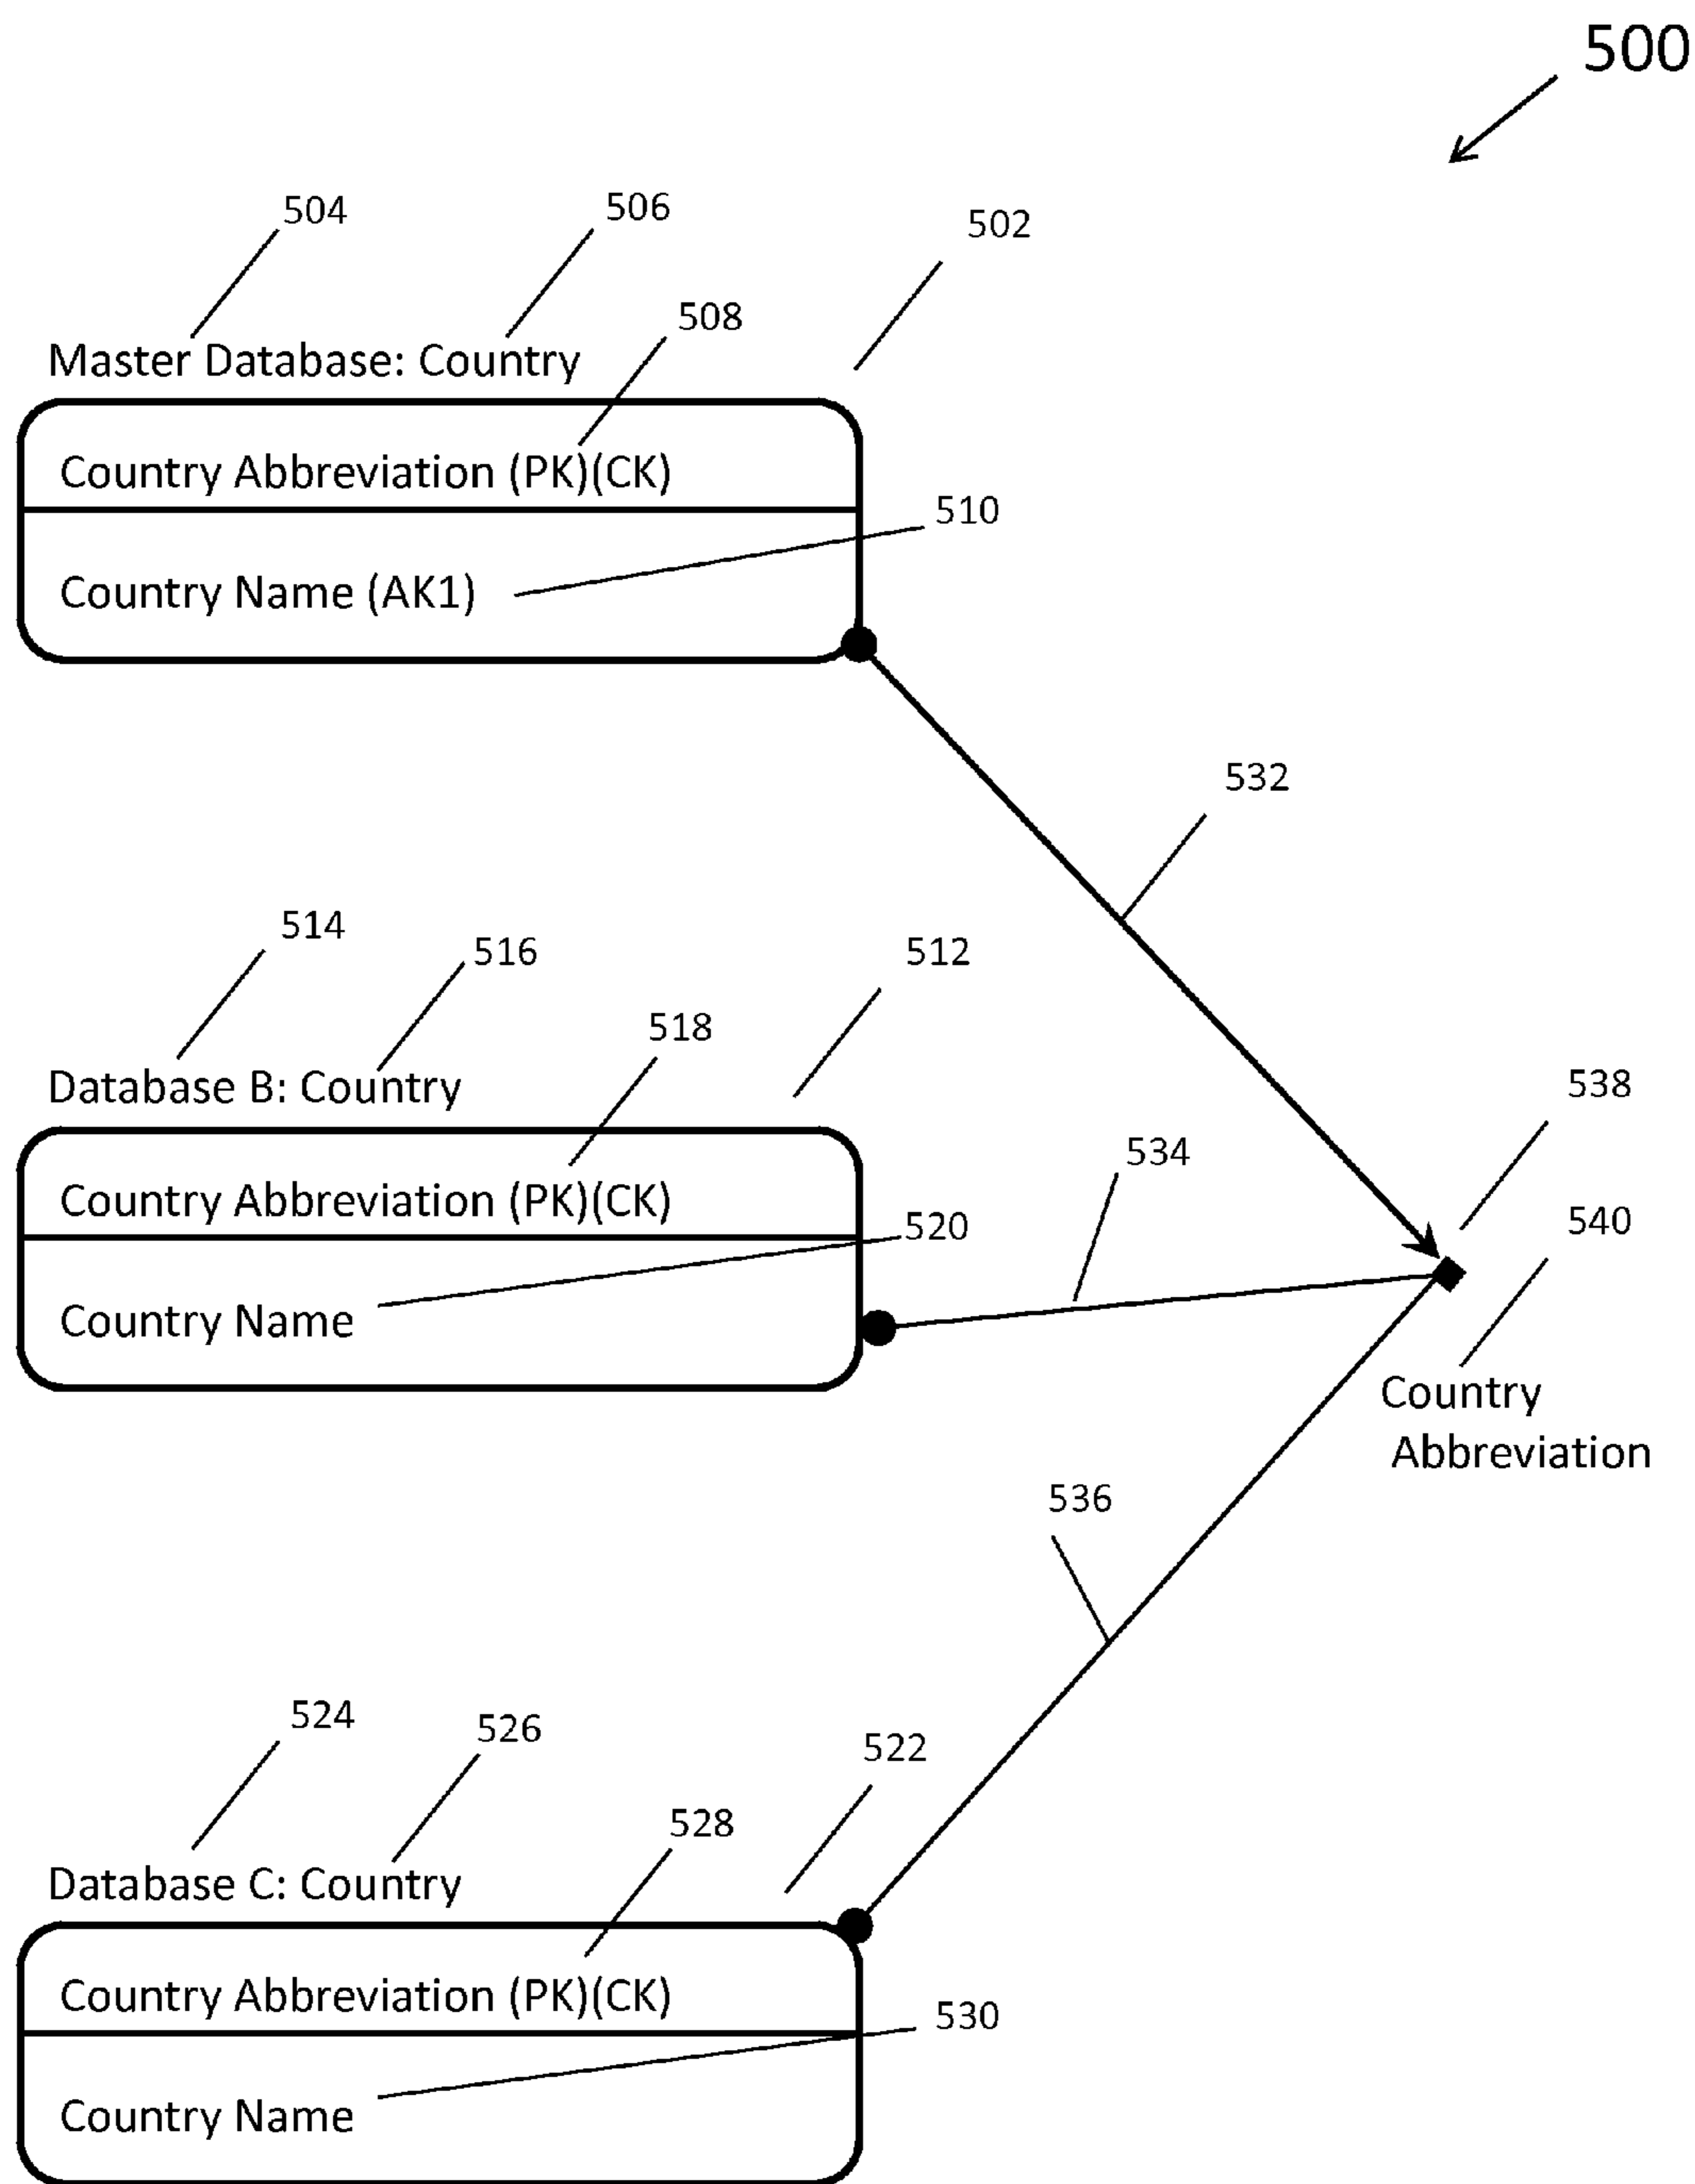 500
504
506
502
508
Master Database: Country
Country Abbreviation (PK)(CK)
510
Country Name (AK1)
532
514
516
512
518
Database B: Country
538
534
Country Abbreviation (PK)(CK)
520
540
Country Name
Country
Abbreviation
536
524
526
522
528
Database C: Country
Country Abbreviation (PK)(CK)
530
Country Name